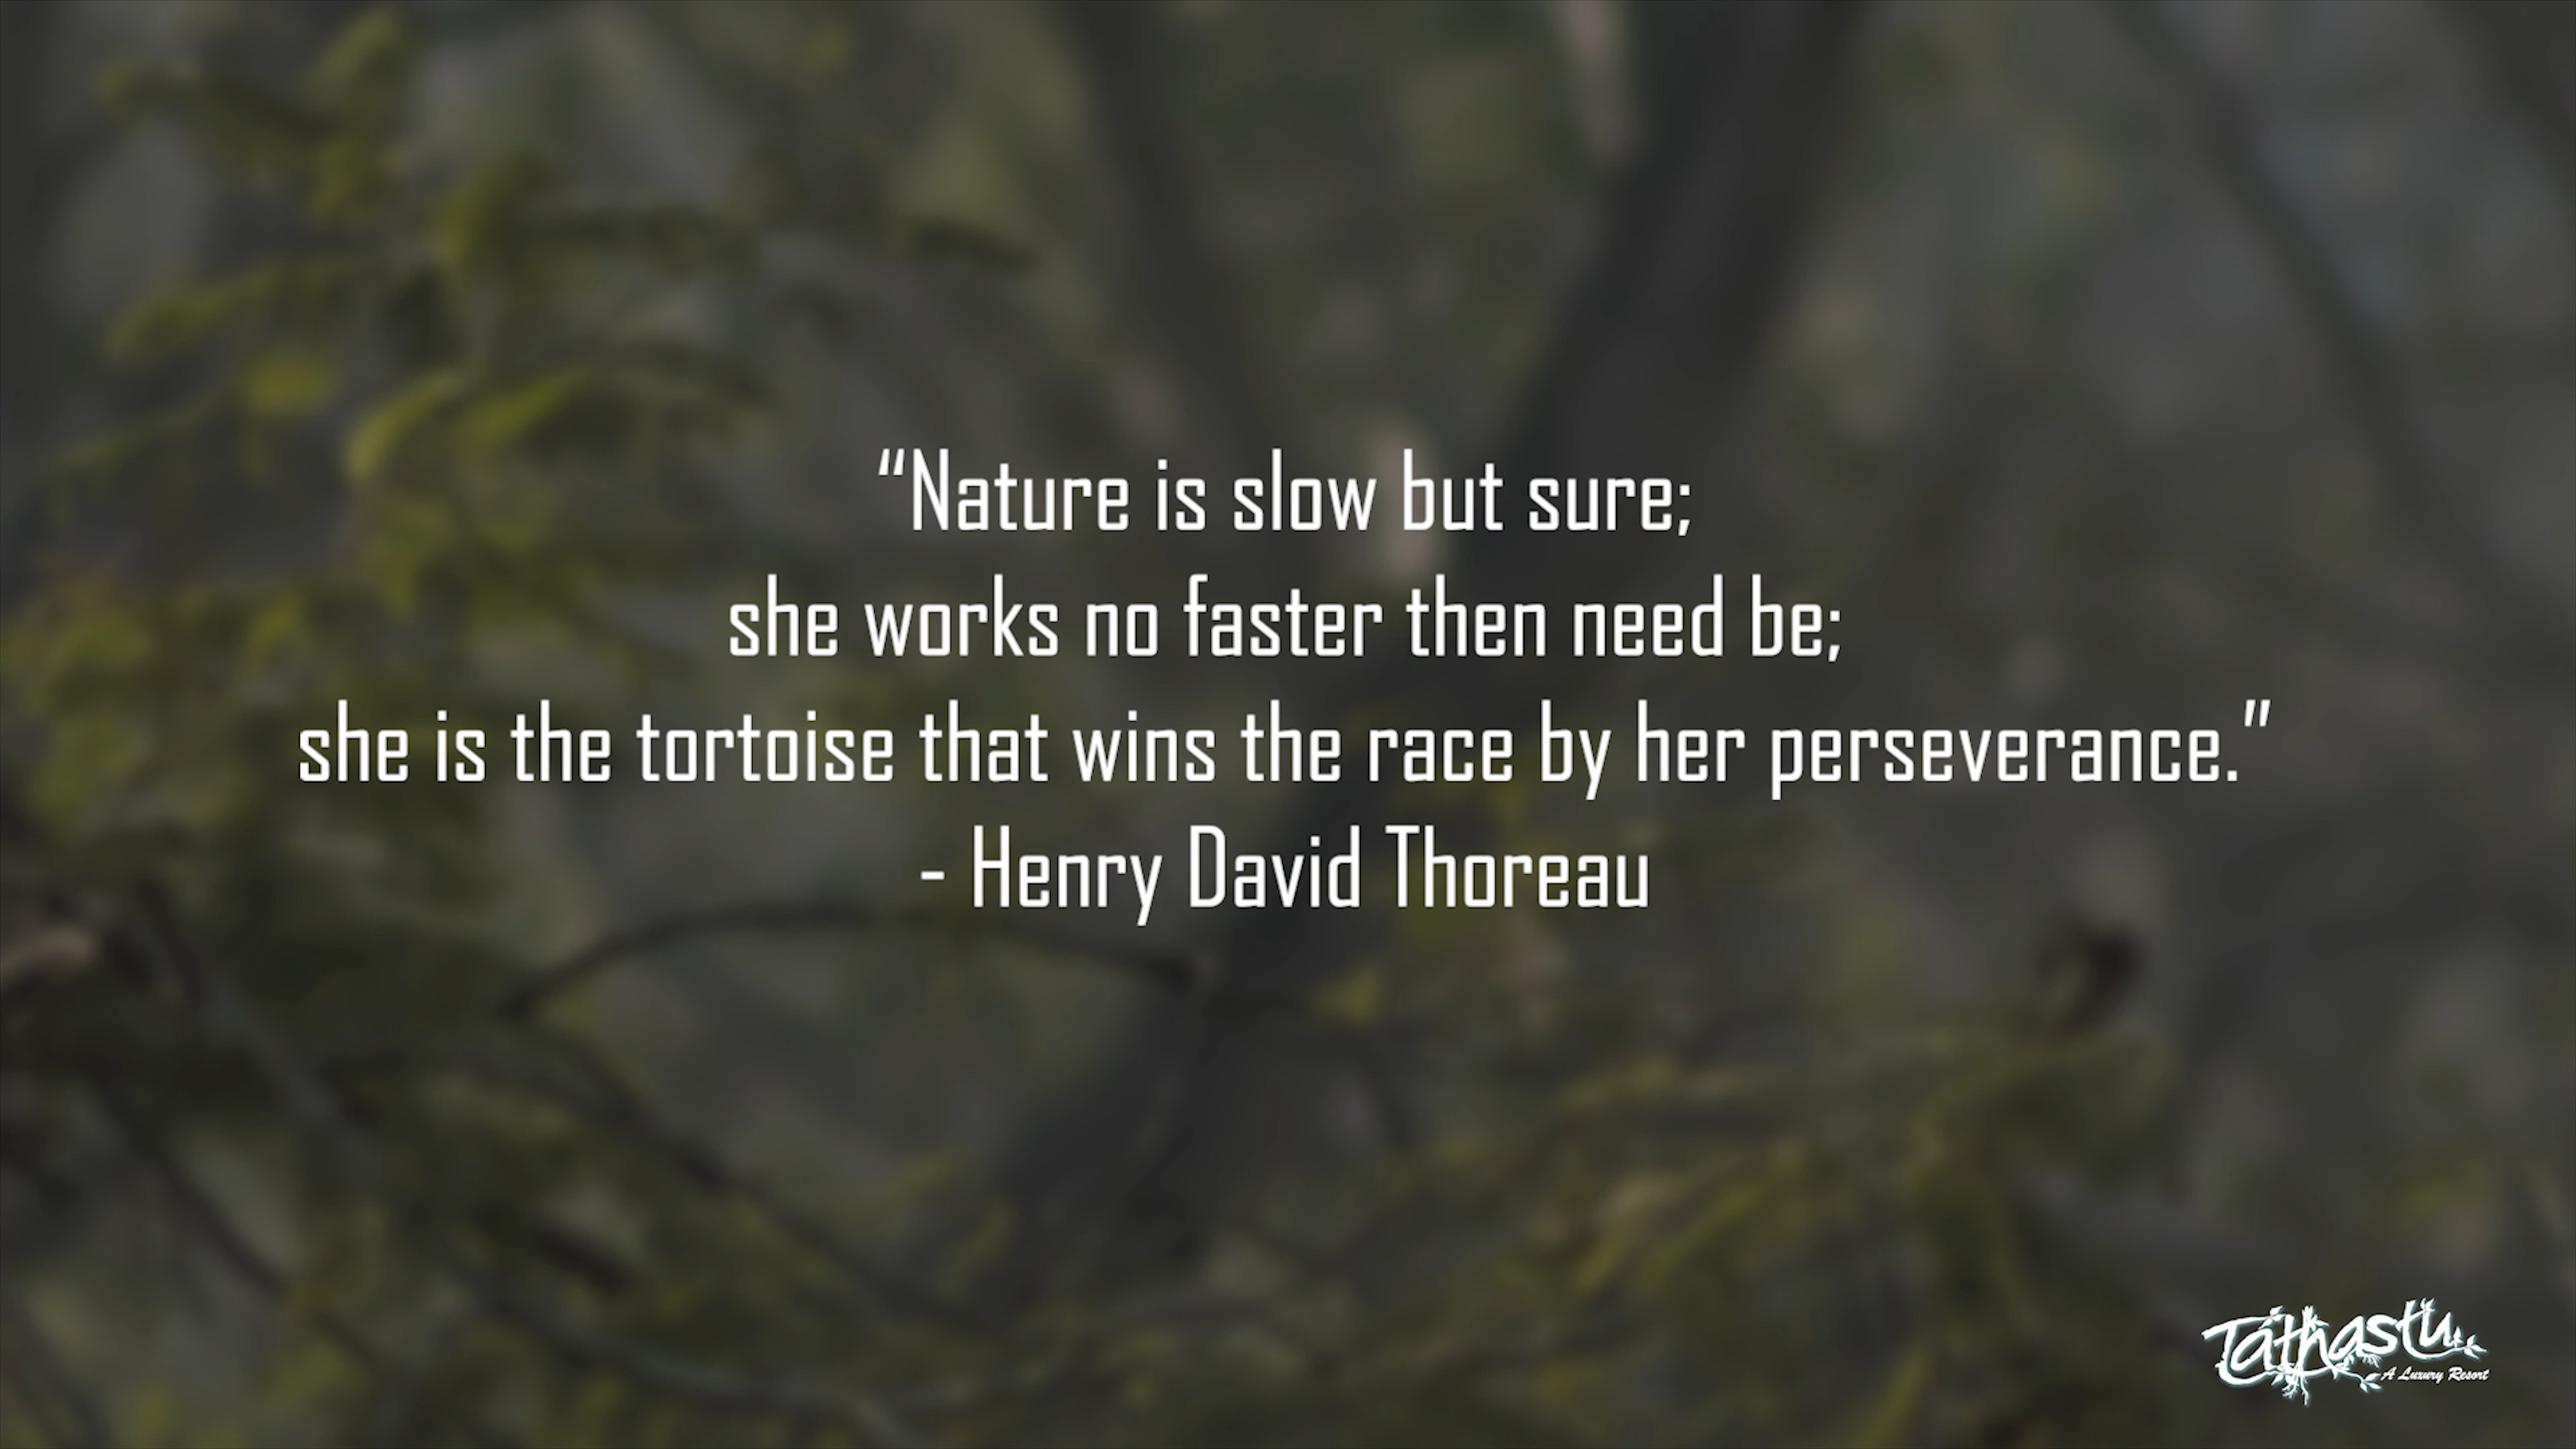 “Nature is slow but sure;
she works no faster then need be;
she is the tortoise that wins the race by her perseverance.”
- Henry David Thoreau
Tathastu
A Luxury Resort